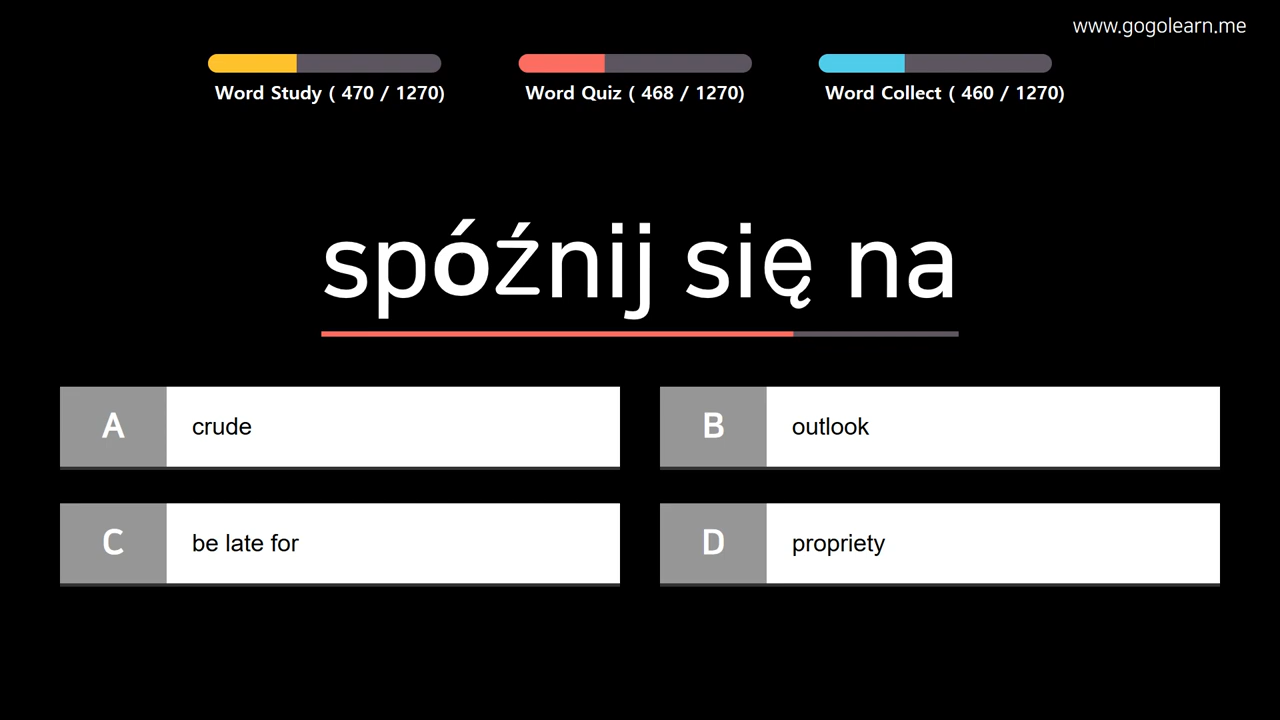 www.gogolearn.me
Word Study ( 470 / 1270)
Word Quiz ( 468 / 1270)
Word Collect ( 460 / 1270)
spóźnij się na
A crude
B outlook
C be late for
D propriety